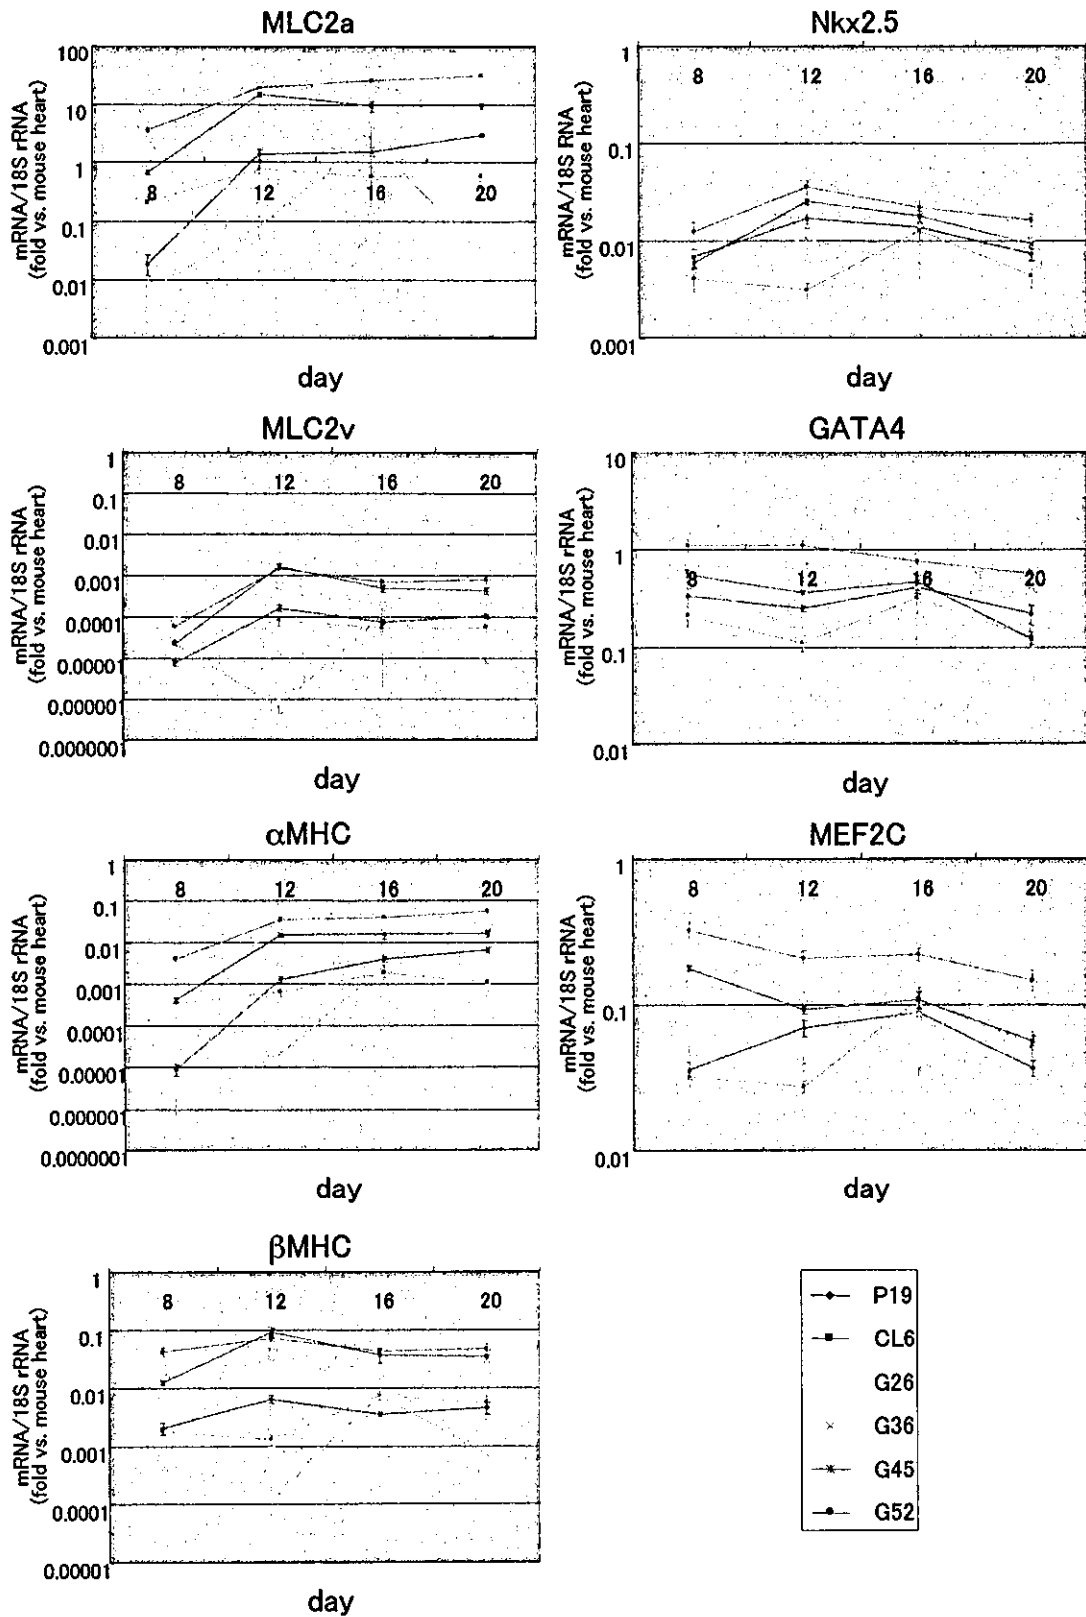 MLC2a
mRNA/18S rRNA
(fold vs. mouse heart)
100
10
1
0.1
0.01
0.001
8
12
16
20
day
Nkx2.5
mRNA/18S RNA
(fold vs. mouse heart)
1
0.1
0.01
0.001
8
12
16
20
day
MLC2v
mRNA/18S rRNA
(fold vs. mouse heart)
1
0.1
0.01
0.001
0.0001
0.00001
0.000001
0.0000001
8
12
16
20
day
GATA4
mRNA/18S rRNA
(fold vs. mouse heart)
10
1
0.1
0.01
8
12
16
20
day
αMHC
mRNA/18S rRNA
(fold vs. mouse heart)
1
0.1
0.01
0.001
0.0001
0.00001
0.000001
0.0000001
8
12
16
20
day
MEF2C
mRNA/18S rRNA
(fold vs. mouse heart)
1
0.1
0.01
8
12
16
20
day
βMHC
mRNA/18S rRNA
(fold vs. mouse heart)
1
0.1
0.01
0.001
0.0001
0.00001
8
12
16
20
day
P19
CL6
G26
G36
G45
G52